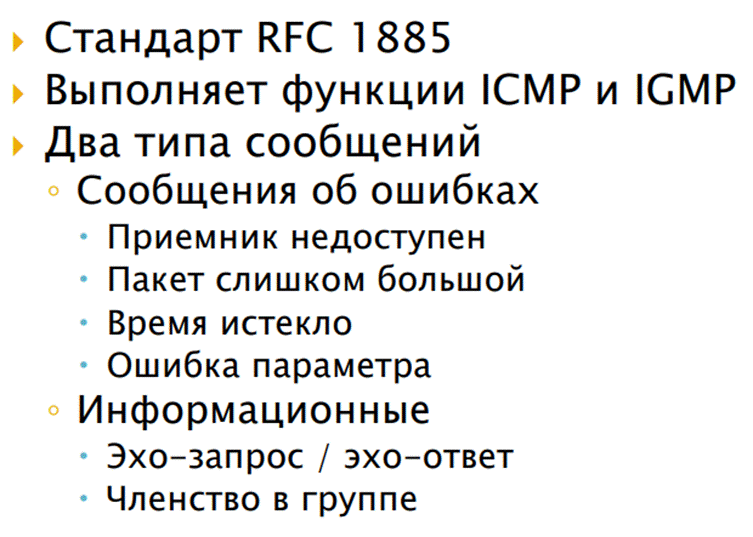 Стандарт RFC 1885
Выполняет функции ICMP и IGMP
Два типа сообщений
Сообщения об ошибках
Приемник недоступен
Пакет слишком большой
Время истекло
Ошибка параметра
Информационные
Эхо-запрос / эхо-ответ
Членство в группе